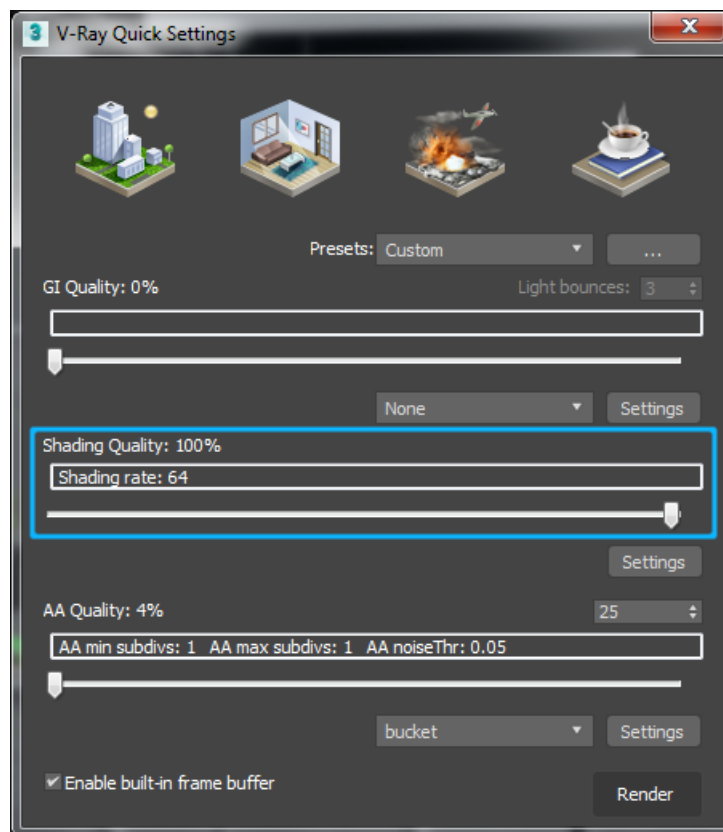 3 V-Ray Quick Settings
Presets: Custom ...
GI Quality: 0% Light bounces: 3
None Settings
Shading Quality: 100%
Shading rate: 64
Settings
AA Quality: 4% 25
AA min subdivs: 1 AA max subdivs: 1 AA noiseThr: 0.05
bucket Settings
Enable built-in frame buffer
Render